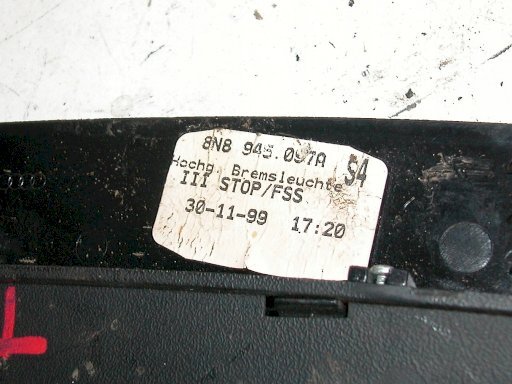 8N8 945.097A S4
Hochg. Bremsleuchte
III STOP/FSS
30-11-99 17:20